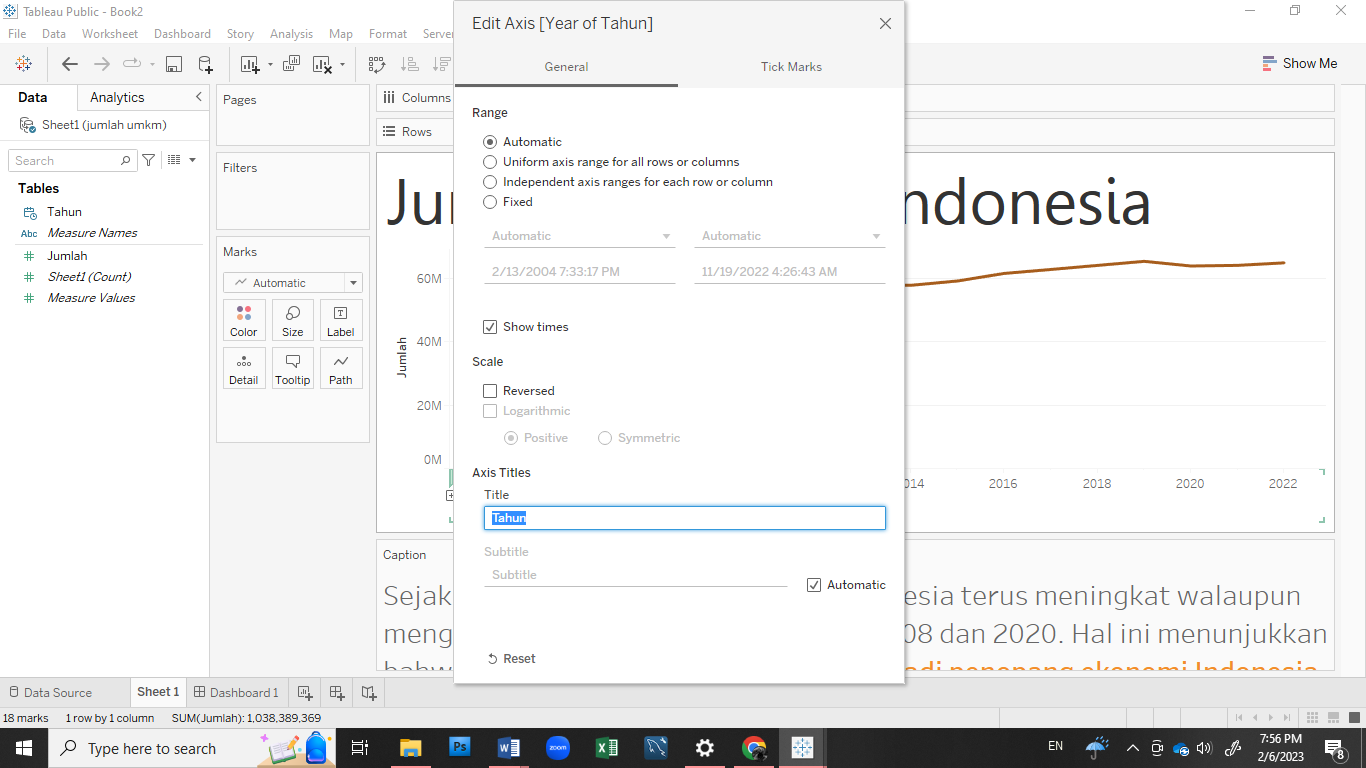 Tableau Public - Book2
File Data Worksheet Dashboard Story Analysis Map Format Server
Show Me
Data Analytics
Sheet1 (jumlah umkm)
Search
Tables
Tahun
Abc Measure Names
Jumlah
Sheet1 (Count)
Measure Values
Pages
Filters
Marks
Automatic
Color Size Label
Detail Tooltip Path
Columns
Rows
ndonesia
60M
40M
20M
0M
Jumlah
2016 2018 2020 2022
Caption
Sejak
esia terus meningkat walaupun
08 dan 2020. Hal ini menunjukkan
Edit Axis [Year of Tahun]
General Tick Marks
Range
Automatic
Uniform axis range for all rows or columns
Independent axis ranges for each row or column
Fixed
Automatic Automatic
2/13/2004 7:33:17 PM 11/19/2022 4:26:43 AM
Show times
Scale
Reversed
Logarithmic
Positive Symmetric
Axis Titles
Title
Tahun
Subtitle
Subtitle
Automatic
Reset
Data Source Sheet 1 Dashboard 1
18 marks 1 row by 1 column SUM(Jumlah): 1,038,389,369
Type here to search
Ps
zoom
EN
7:56 PM
2/6/2023
8